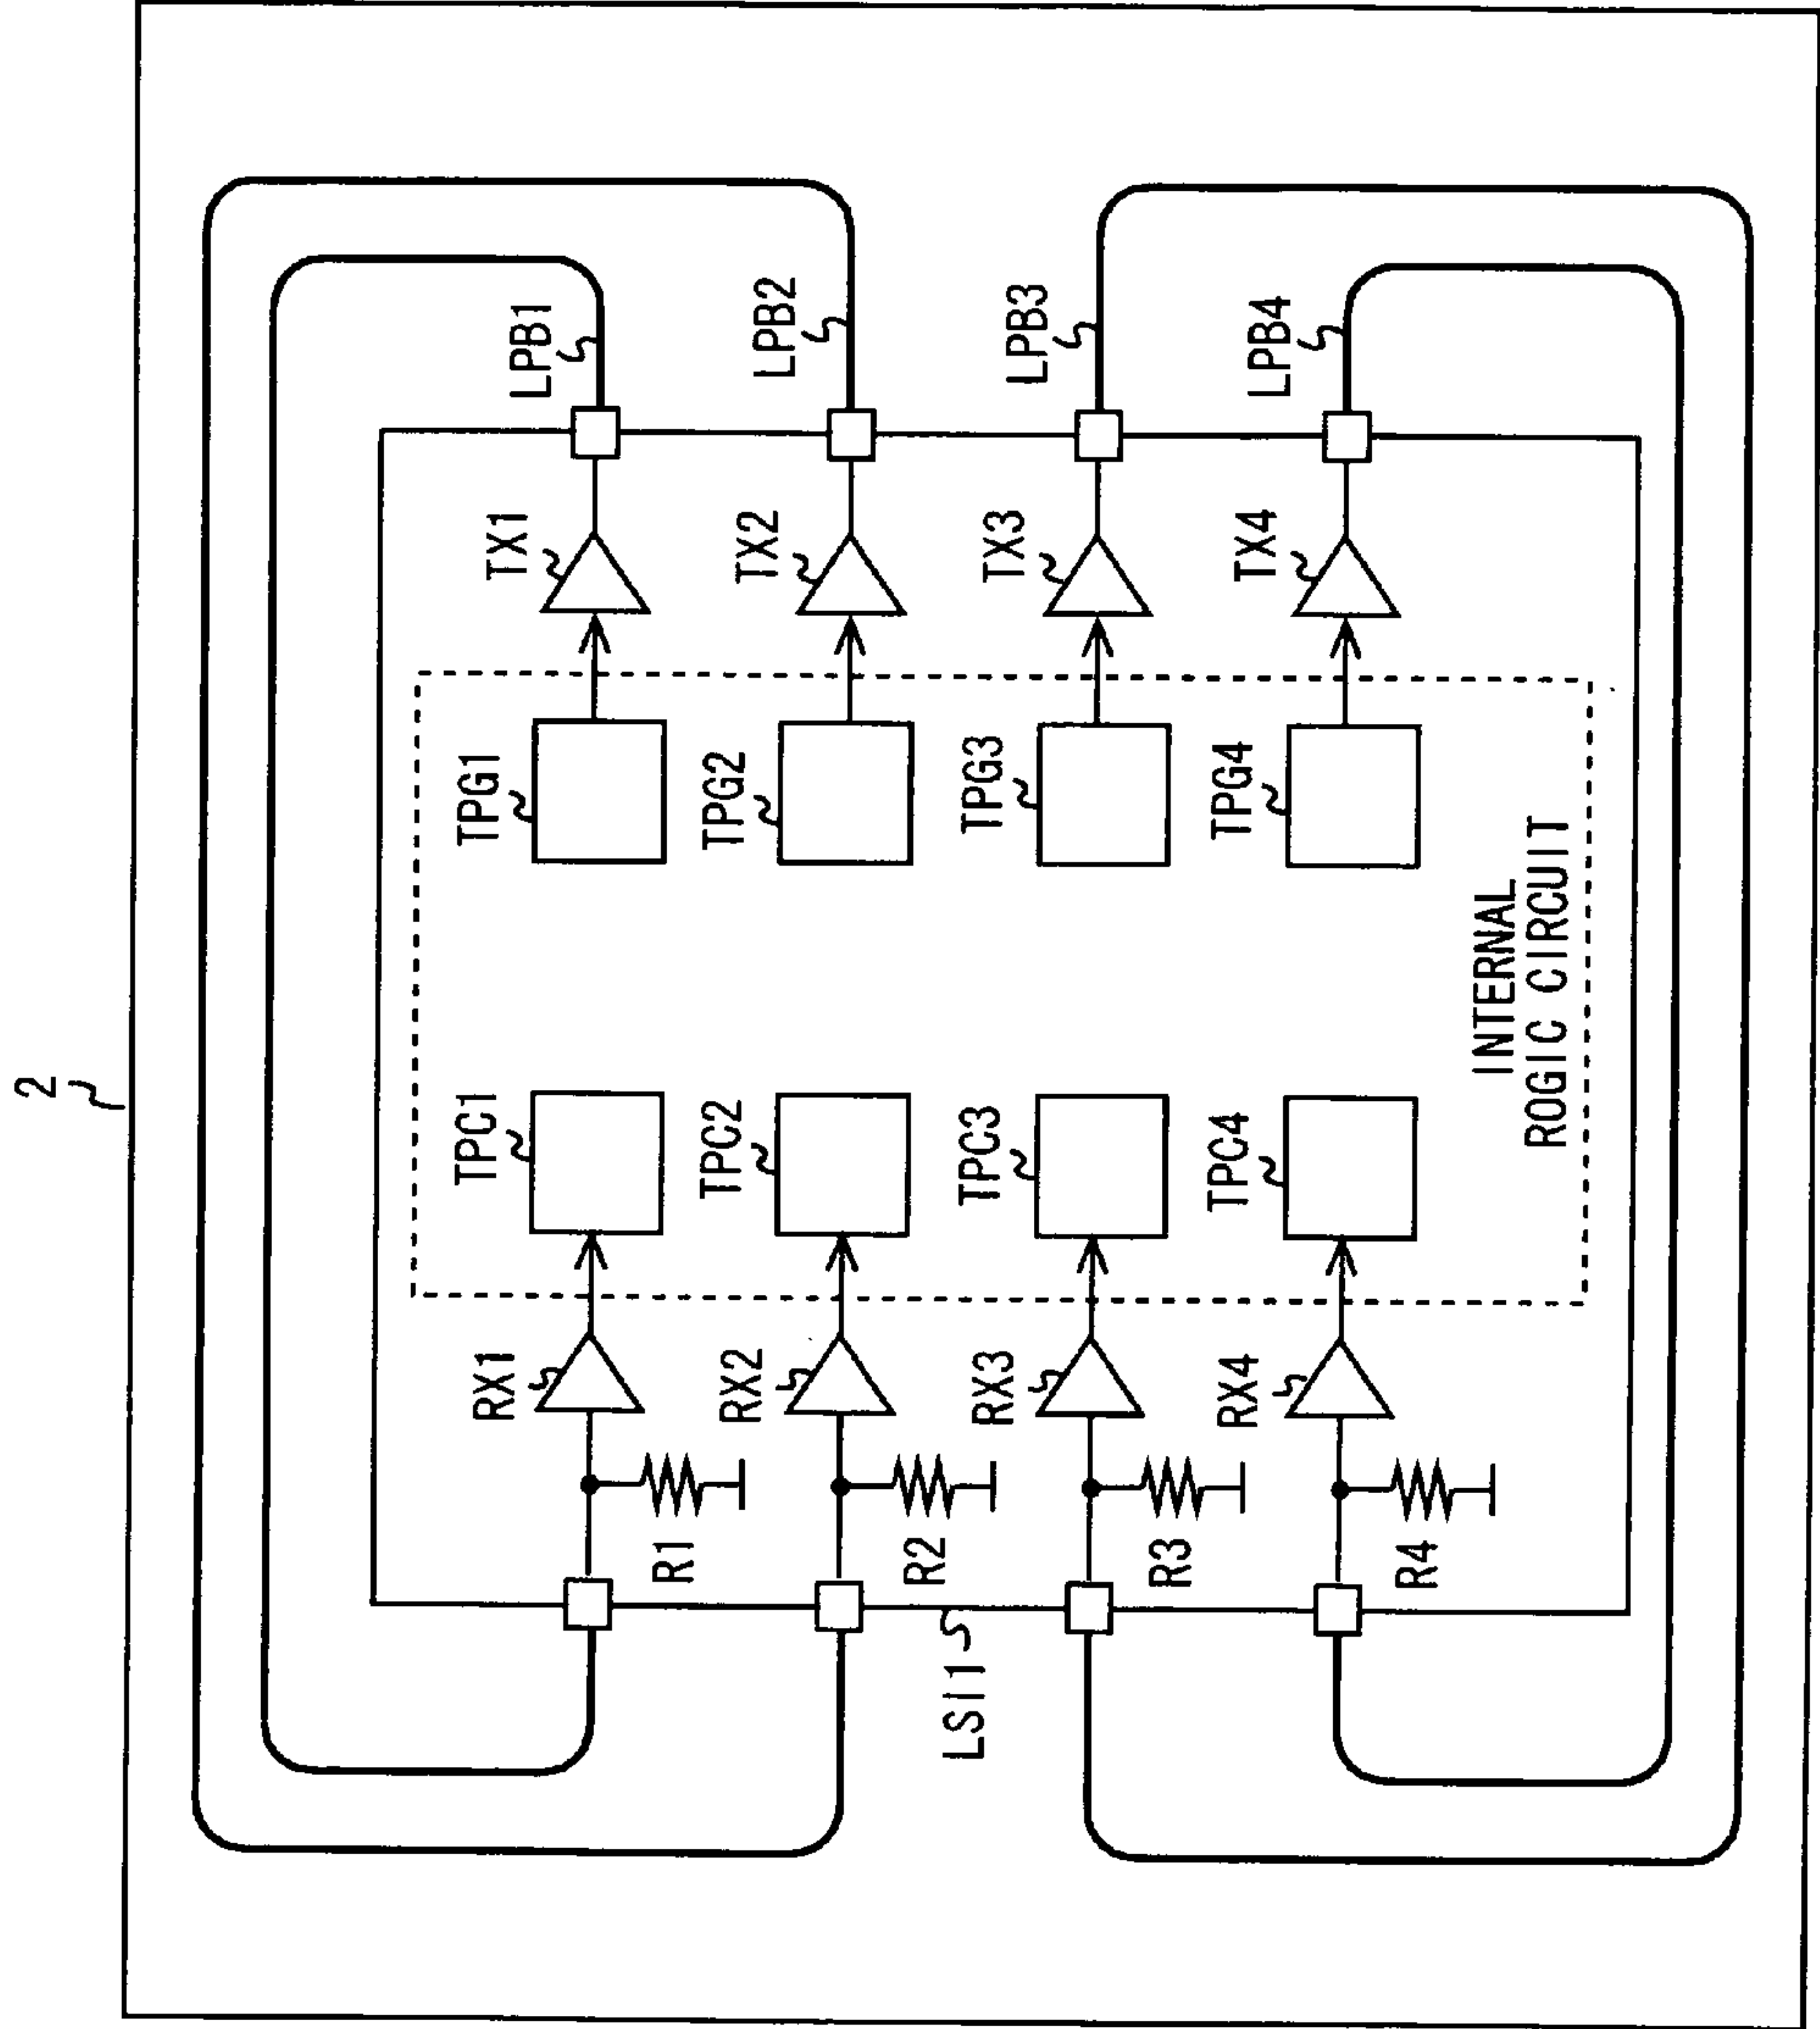 2
LPB1
LPB2
LPB3
LPB4
TX1
TX2
TX3
TX4
TPG1
TPG2
TPG3
TPG4
INTERNAL
ROGIC CIRCUIT
TPC1
TPC2
TPC3
TPC4
RX1
RX2
RX3
RX4
R1
R2
R3
R4
LSI1